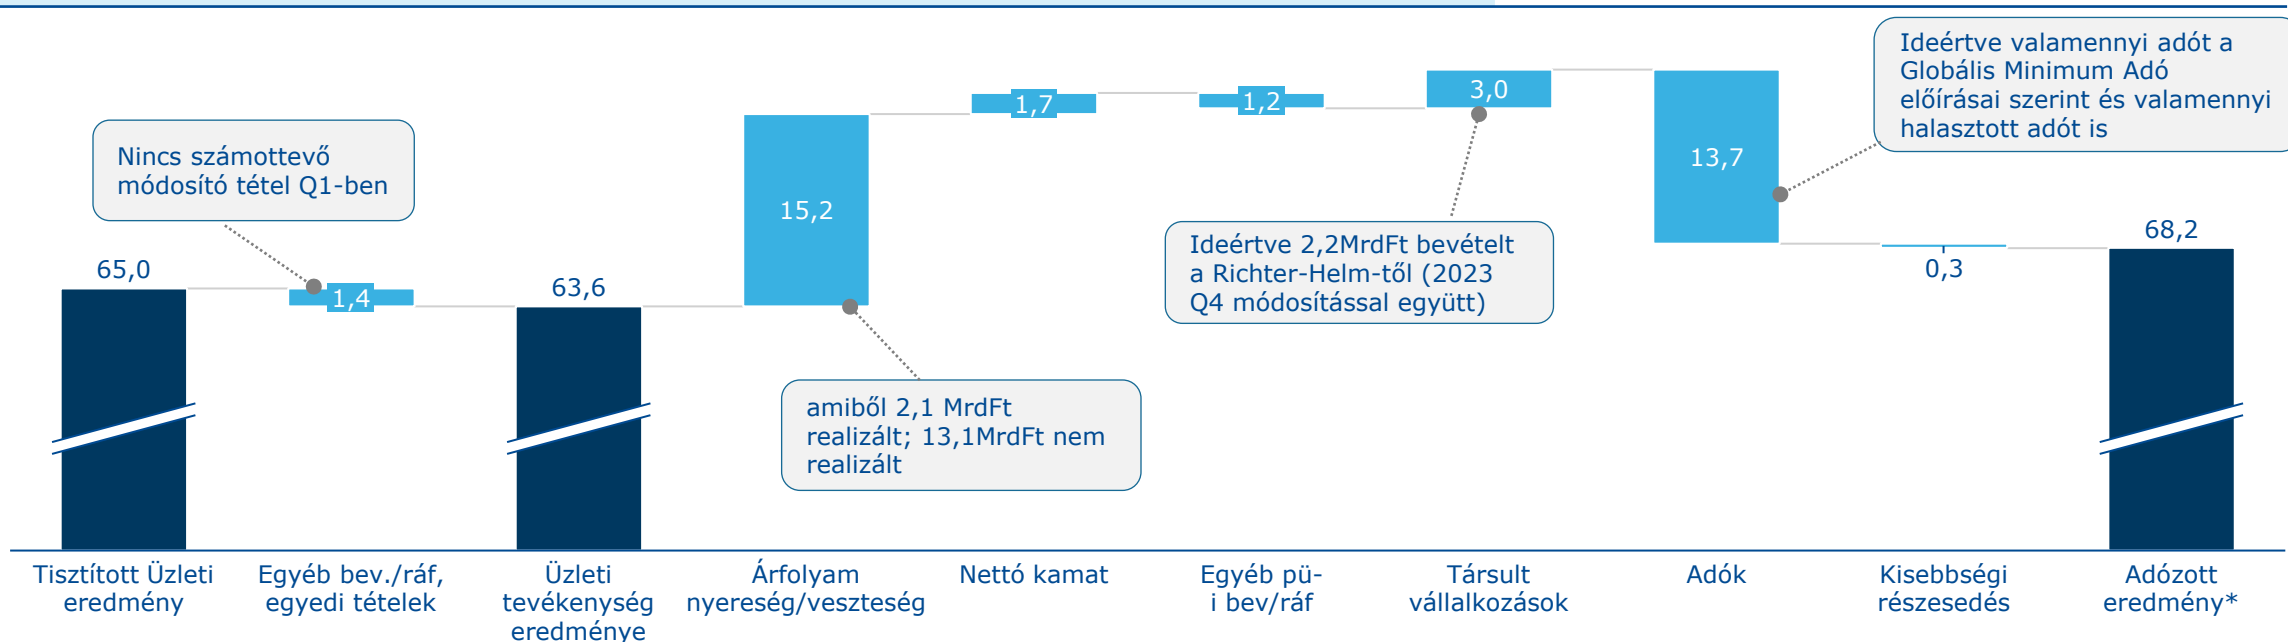 Ideértve valamennyi adót a
Globális Minimum Adó
előírásai szerint és valamennyi
halasztott adót is
Nincs számottevő
módosító tétel Q1-ben
Ideértve 2,2MrdFt bevételt
a Richter-Helm-től (2023
Q4 módosítással együtt)
amiből 2,1 MrdFt
realizált; 13,1MrdFt nem
realizált
65,0
1,4
63,6
15,2
1,7
1,2
3,0
13,7
0,3
68,2
Tisztított Üzleti
eredmény
Egyéb bev./ráf,
egyedi tételek
Üzleti
tevékenység
eredménye
Árfolyam
nyereség/veszteség
Nettó kamat
Egyéb pü-
i bev/ráf
Társult
vállalkozások
Adók
Kisebbségi
részesedés
Adózott
eredmény*